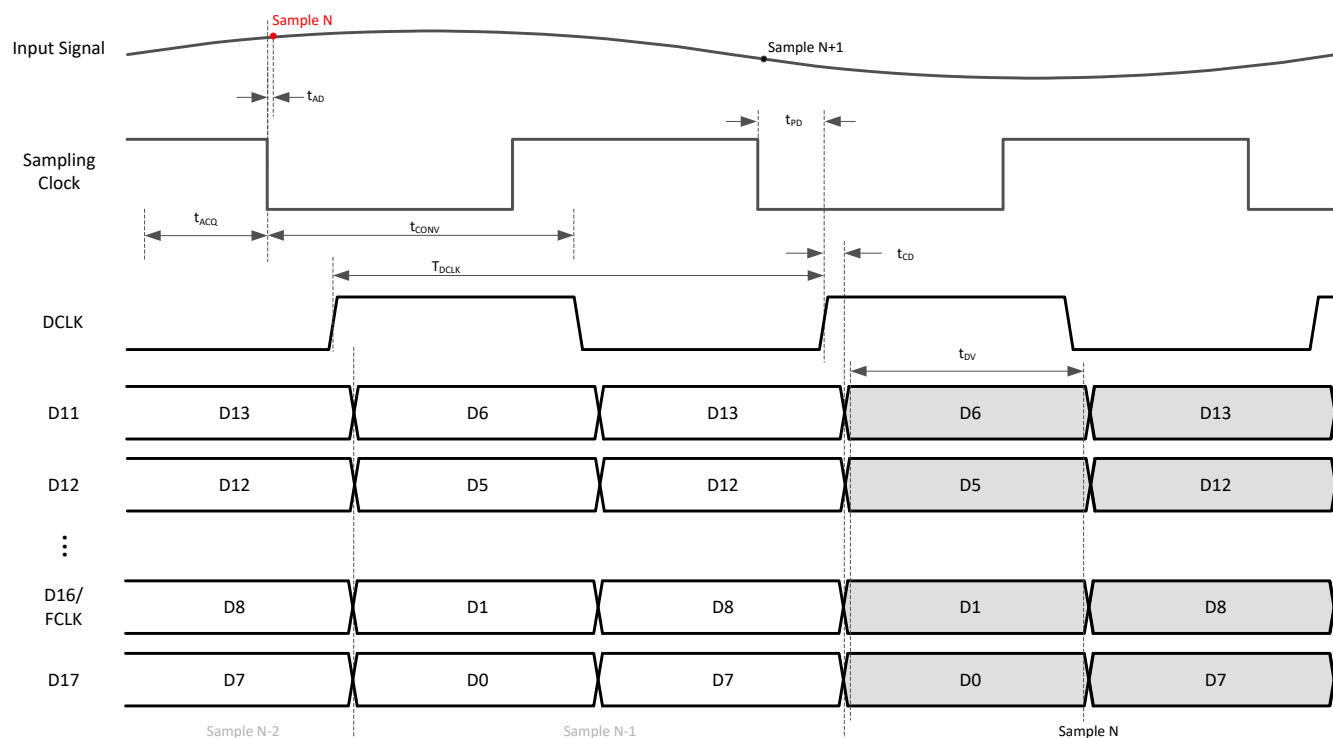 Sample N
Input Signal
Sample N+1
tAD
tPD
Sampling
Clock
tACQ
tCONV
tCD
TDCLK
DCLK
tDV
D11
D13
D6
D13
D6
D13
D12
D12
D5
D12
D5
D12
D16/
FCLK
D8
D1
D8
D1
D8
D17
D7
D0
D7
D0
D7
Sample N-2
Sample N-1
Sample N